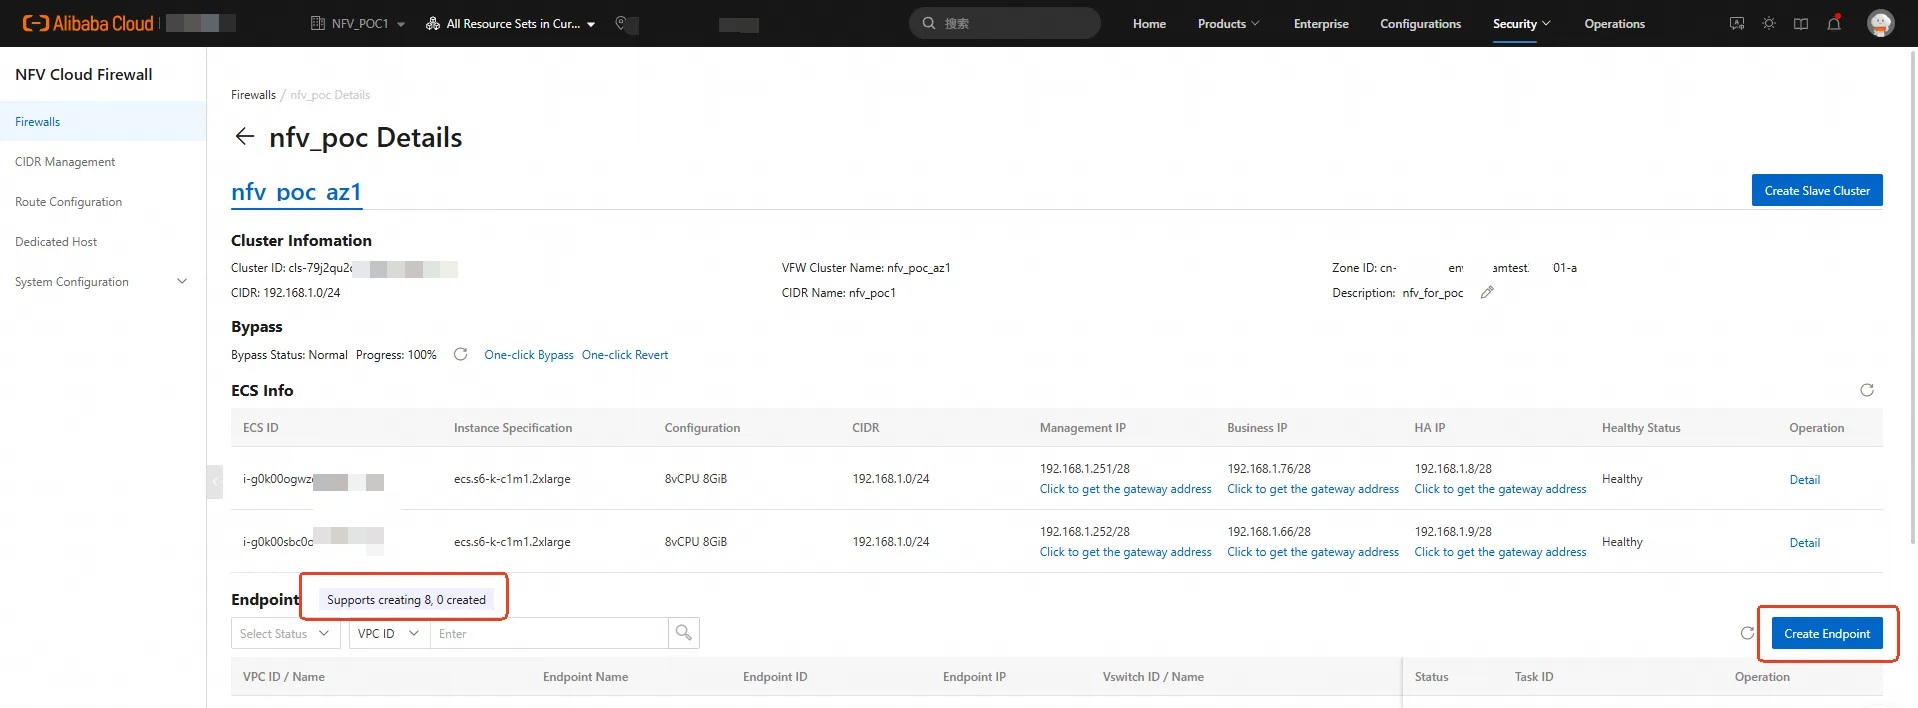 Alibaba Cloud
NFV_POC1
All Resource Sets in Cur...
搜索
Home
Products
Enterprise
Configurations
Security
Operations
NFV Cloud Firewall
Firewalls
CIDR Management
Route Configuration
Dedicated Host
System Configuration
Firewalls / nfv_poc Details
nfv_poc Details
nfv_poc_az1
Create Slave Cluster
Cluster Infomation
Cluster ID: cls-79j2qu2
VFW Cluster Name: nfv_poc_az1
Zone ID: cn- en amtest 01-a
CIDR: 192.168.1.0/24
CIDR Name: nfv_poc1
Description: nfv_for_poc
Bypass
Bypass Status: Normal Progress: 100% One-click Bypass One-click Revert
ECS Info
ECS ID Instance Specification Configuration CIDR Management IP Business IP HA IP Healthy Status Operation
i-g0k00ogwz ecs.s6-k-c1m1.2xlarge 8vCPU 8GiB 192.168.1.0/24 192.168.1.251/28 192.168.1.76/28 192.168.1.8/28 Healthy Detail
Click to get the gateway address Click to get the gateway address Click to get the gateway address
i-g0k00sbc0 ecs.s6-k-c1m1.2xlarge 8vCPU 8GiB 192.168.1.0/24 192.168.1.252/28 192.168.1.66/28 192.168.1.9/28 Healthy Detail
Click to get the gateway address Click to get the gateway address Click to get the gateway address
Endpoint Supports creating 8, 0 created
Select Status VPC ID Enter Create Endpoint
VPC ID / Name Endpoint Name Endpoint ID Endpoint IP Vswitch ID / Name Status Task ID Operation